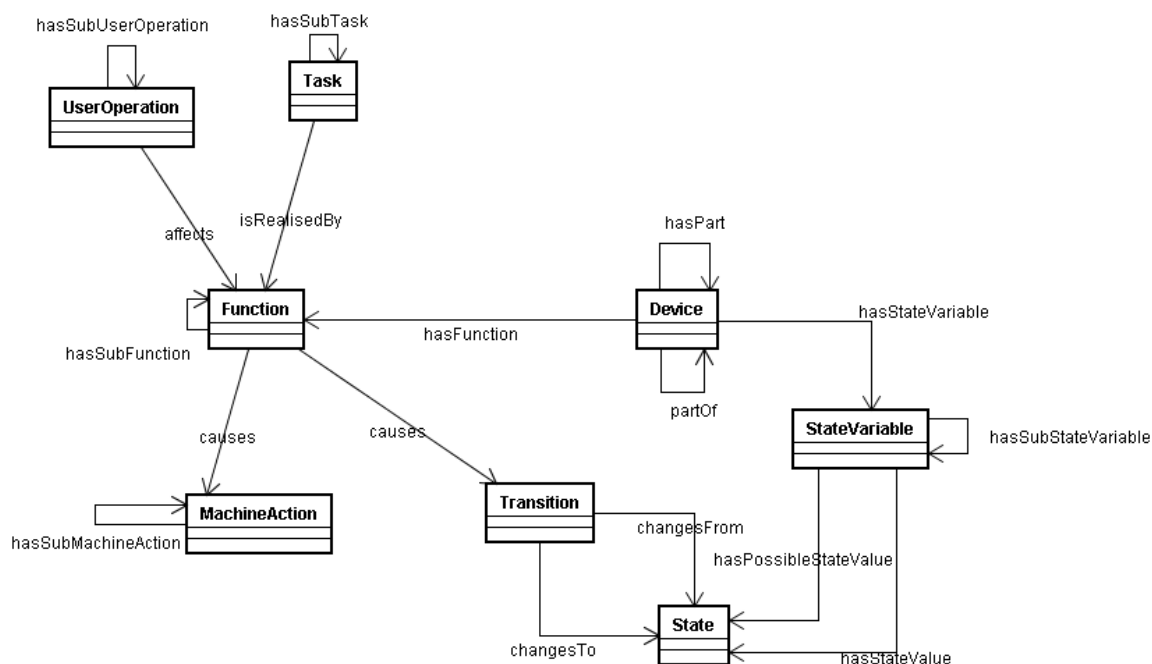 hasSubUserOperation
hasSubTask
Task
UserOperation
isRealisedBy
affects
hasPart
Function
Device
hasStateVariable
hasFunction
hasSubFunction
partOf
StateVariable
hasSubStateVariable
causes
causes
Transition
MachineAction
changesFrom
hasSubMachineAction
hasPossibleStateValue
State
changesTo
hasStateValue